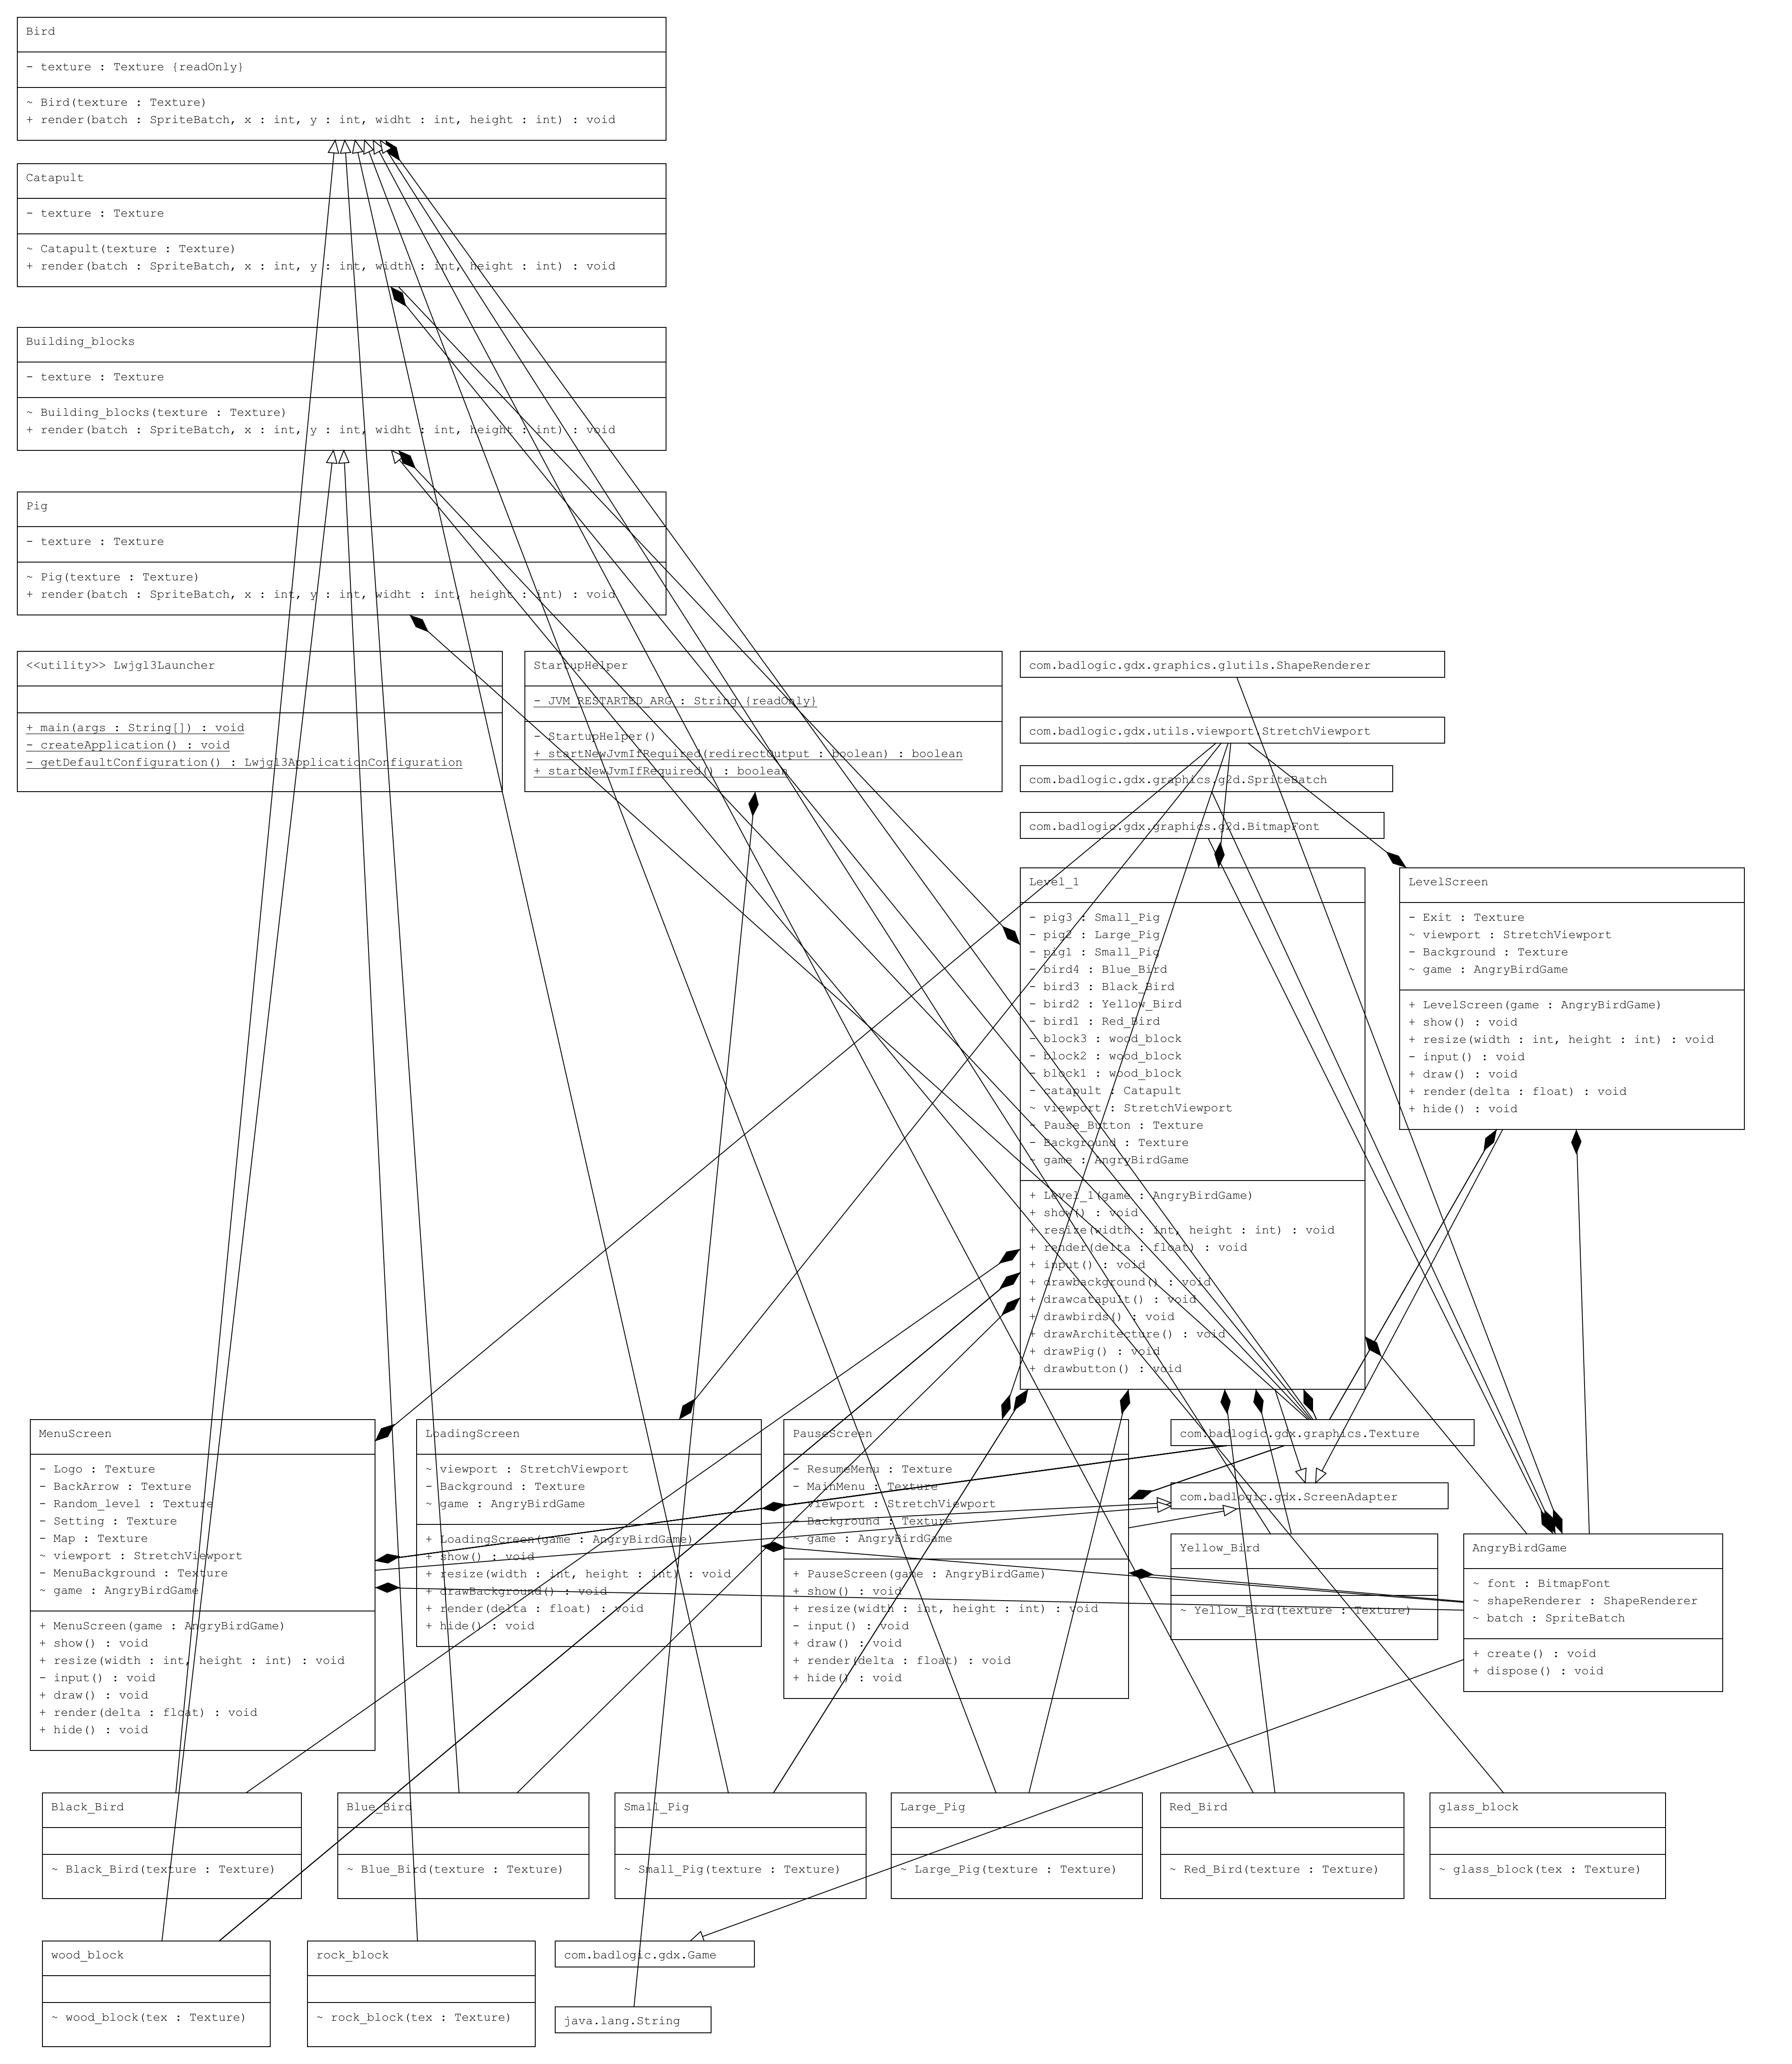 Bird
- texture : Texture {readOnly}
~ Bird(texture : Texture)
+ render(batch : SpriteBatch, x : int, y : int, widht : int, height : int) : void
Catapult
- texture : Texture
~ Catapult(texture : Texture)
+ render(batch : SpriteBatch, x : int, y : int, width : int, height : int) : void
Building_blocks
- texture : Texture
~ Building_blocks(texture : Texture)
+ render(batch : SpriteBatch, x : int, y : int, widht : int, height : int) : void
Pig
- texture : Texture
~ Pig(texture : Texture)
+ render(batch : SpriteBatch, x : int, y : int, widht : int, height : int) : void
<<utility>> Lwjgl3Launcher
+ main(args : String[]) : void
- createApplication() : void
- getDefaultConfiguration() : Lwjgl3ApplicationConfiguration
StartupHelper
- JVM_RESTARTED_ARG : String {readOnly}
- StartupHelper()
+ startNewJvmIfRequired(redirectOutput : boolean) : boolean
+ startNewJvmIfRequired() : boolean
com.badlogic.gdx.graphics.glutils.ShapeRenderer
com.badlogic.gdx.utils.viewport.StretchViewport
com.badlogic.gdx.graphics.g2d.SpriteBatch
com.badlogic.gdx.graphics.g2d.BitmapFont
Level_1
- pig3 : Small_Pig
- pig2 : Large_Pig
- pig1 : Small_Pig
- bird4 : Blue_Bird
- bird3 : Black_Bird
- bird2 : Yellow_Bird
- bird1 : Red_Bird
- block3 : wood_block
- block2 : wood_block
- block1 : wood_block
- catapult : Catapult
~ viewport : StretchViewport
- Pause_Button : Texture
- Background : Texture
~ game : AngryBirdGame
+ Level_1(game : AngryBirdGame)
+ show() : void
+ resize(width : int, height : int) : void
+ render(delta : float) : void
+ input() : void
+ drawbackground() : void
+ drawcatapult() : void
+ drawbirds() : void
+ drawArchitecture() : void
+ drawPig() : void
+ drawbutton() : void
LevelScreen
- Exit : Texture
~ viewport : StretchViewport
- Background : Texture
~ game : AngryBirdGame
+ LevelScreen(game : AngryBirdGame)
+ show() : void
+ resize(width : int, height : int) : void
- input() : void
+ draw() : void
+ render(delta : float) : void
+ hide() : void
MenuScreen
- Logo : Texture
- BackArrow : Texture
- Random_level : Texture
- Setting : Texture
- Map : Texture
~ viewport : StretchViewport
- MenuBackground : Texture
~ game : AngryBirdGame
+ MenuScreen(game : AngryBirdGame)
+ show() : void
+ resize(width : int, height : int) : void
- input() : void
+ draw() : void
+ render(delta : float) : void
+ hide() : void
LoadingScreen
~ viewport : StretchViewport
- Background : Texture
~ game : AngryBirdGame
+ LoadingScreen(game : AngryBirdGame)
+ show() : void
+ resize(width : int, height : int) : void
+ drawBackground() : void
+ render(delta : float) : void
+ hide() : void
PauseScreen
- ResumeMenu : Texture
- MainMenu : Texture
~ viewport : StretchViewport
- Background : Texture
~ game : AngryBirdGame
+ PauseScreen(game : AngryBirdGame)
+ show() : void
+ resize(width : int, height : int) : void
- input() : void
+ draw() : void
+ render(delta : float) : void
+ hide() : void
com.badlogic.gdx.graphics.Texture
com.badlogic.gdx.ScreenAdapter
Yellow_Bird
~ Yellow_Bird(texture : Texture)
AngryBirdGame
~ font : BitmapFont
~ shapeRenderer : ShapeRenderer
~ batch : SpriteBatch
+ create() : void
+ dispose() : void
Black_Bird
~ Black_Bird(texture : Texture)
Blue_Bird
~ Blue_Bird(texture : Texture)
Small_Pig
~ Small_Pig(texture : Texture)
Large_Pig
~ Large_Pig(texture : Texture)
Red_Bird
~ Red_Bird(texture : Texture)
glass_block
~ glass_block(tex : Texture)
wood_block
~ wood_block(tex : Texture)
rock_block
~ rock_block(tex : Texture)
com.badlogic.gdx.Game
java.lang.String